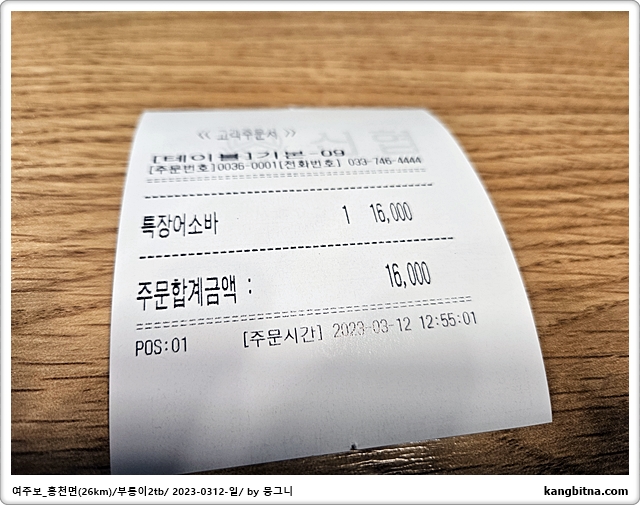 << 고객주문서 >>
[테이블]기본-09
[주문번호]0036-0001[전화번호] 033-746-4444
특장어소바 1 16,000
주문합계금액 : 16,000
POS:01 [주문시간] 2023-03-12 12:55:01
여주보_흥천면(26km)/부릉이2tb/ 2023-0312-일/ by 몽그니
kangbitna.com